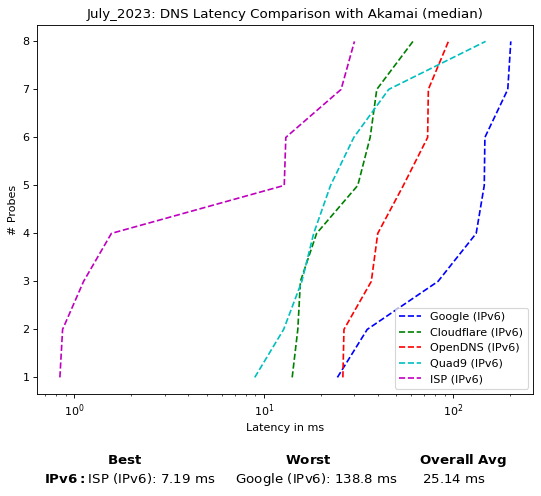 July_2023: DNS Latency Comparison with Akamai (median)
# Probes
8
7
6
5
4
3
2
1
Google (IPv6)
Cloudflare (IPv6)
OpenDNS (IPv6)
Quad9 (IPv6)
ISP (IPv6)
10⁰ 10¹ 10²
Latency in ms
Best Worst Overall Avg
IPv6: ISP (IPv6): 7.19 ms Google (IPv6): 138.8 ms 25.14 ms